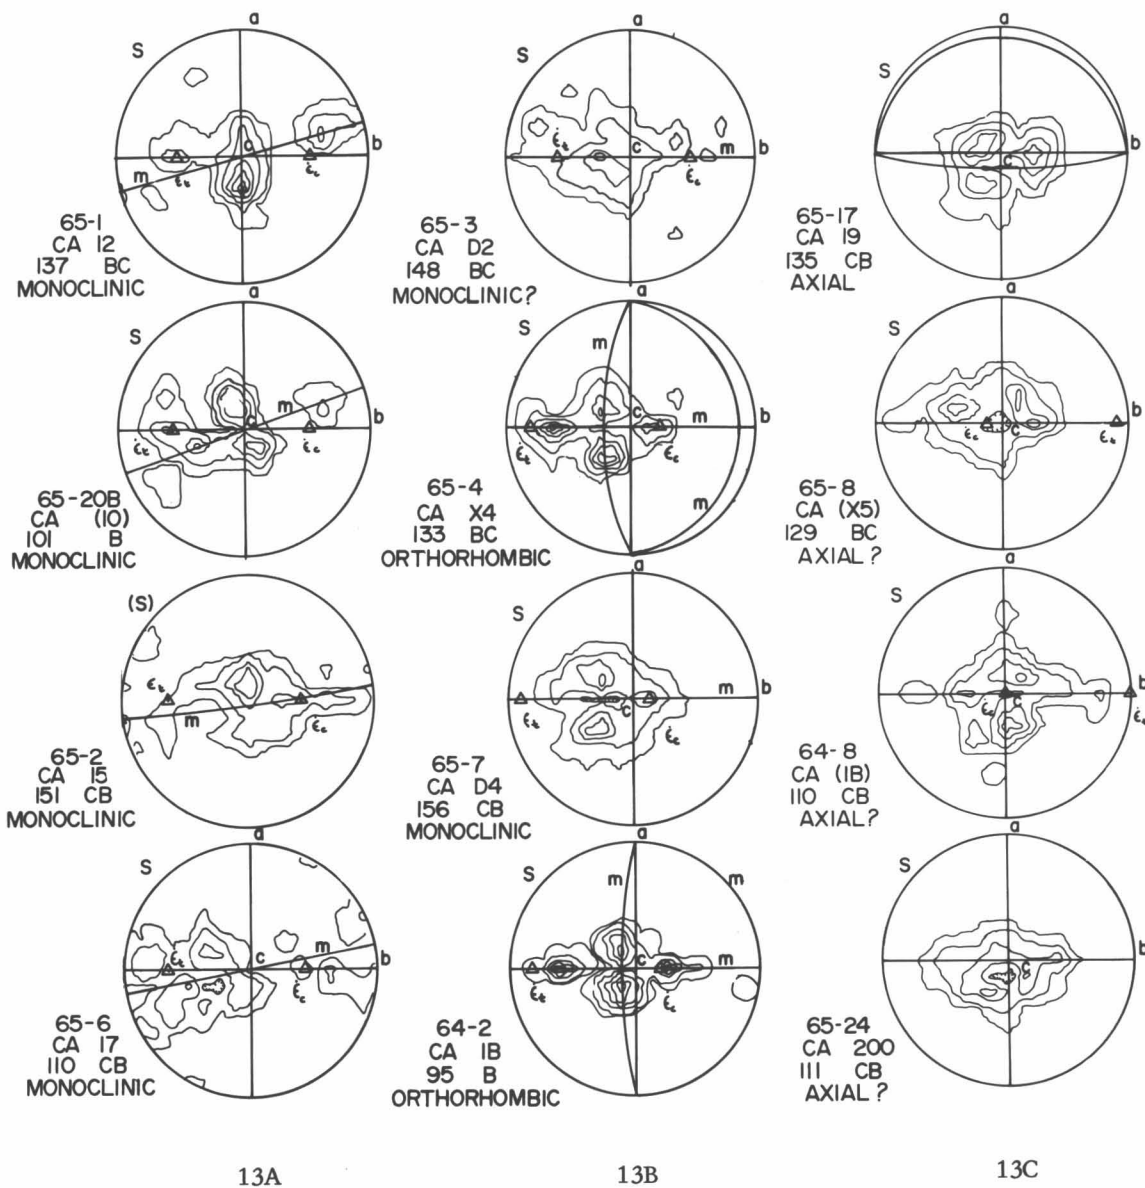 a
S
c
b
m
ε̇t
ε̇c
65-1
CA 12
137 BC
MONOCLINIC
a
S
c
b
m
ε̇t
ε̇c
65-3
CA D2
148 BC
MONOCLINIC?
a
S
c
b
65-17
CA 19
135 CB
AXIAL
a
S
m
c
b
ε̇t
ε̇c
65-20B
CA (10)
101 B
MONOCLINIC
a
S
m
c
m
b
ε̇t
ε̇c
m
65-4
CA X4
133 BC
ORTHORHOMBIC
a
S
b
ε̇c
c
ε̇t
65-8
CA (X5)
129 BC
AXIAL?
(S)
ε̇t
m
ε̇c
65-2
CA 15
151 CB
MONOCLINIC
a
S
m b
c
ε̇t
ε̇c
65-7
CA D4
156 CB
MONOCLINIC
a
S
b
ε̇c
c
ε̇t
64-8
CA (1B)
110 CB
AXIAL?
a
S
m
b
ε̇t
c
ε̇c
65-6
CA 17
110 CB
MONOCLINIC
a
S
m
m
c
m
b
ε̇t
ε̇c
64-2
CA 1B
95 B
ORTHORHOMBIC
a
S
b
c
65-24
CA 200
111 CB
AXIAL?
13A
13B
13C